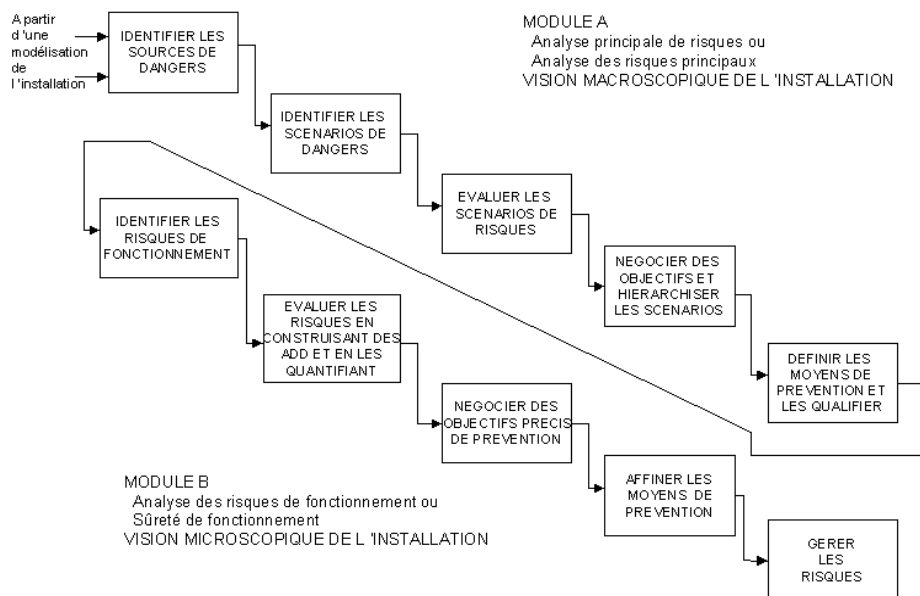 A partir
d 'une
modélisation
de
l 'installation
IDENTIFIER LES
SOURCES DE
DANGERS
MODULE A
Analyse principale de risques ou
Analyse des risques principaux
VISION MACROSCOPIQUE DE L 'INSTALLATION
IDENTIFIER LES
SCENARIOS DE
DANGERS
EVALUER LES
SCENARIOS DE
RISQUES
NEGOCIER DES
OBJECTIFS ET
HIERARCHISER
LES SCENARIOS
DEFINIR LES
MOYENS DE
PREVENTION ET
LES QUALIFIER
IDENTIFIER LES
RISQUES DE
FONCTIONNEMENT
EVALUER LES
RISQUES EN
CONSTRUISANT DES
ADD ET EN LES
QUANTIFIANT
NEGOCIER DES
OBJECTIFS PRECIS
DE PREVENTION
AFFINER LES
MOYENS DE
PREVENTION
GERER
LES
RISQUES
MODULE B
Analyse des risques de fonctionnement ou
Sûreté de fonctionnement
VISION MICROSCOPIQUE DE L 'INSTALLATION